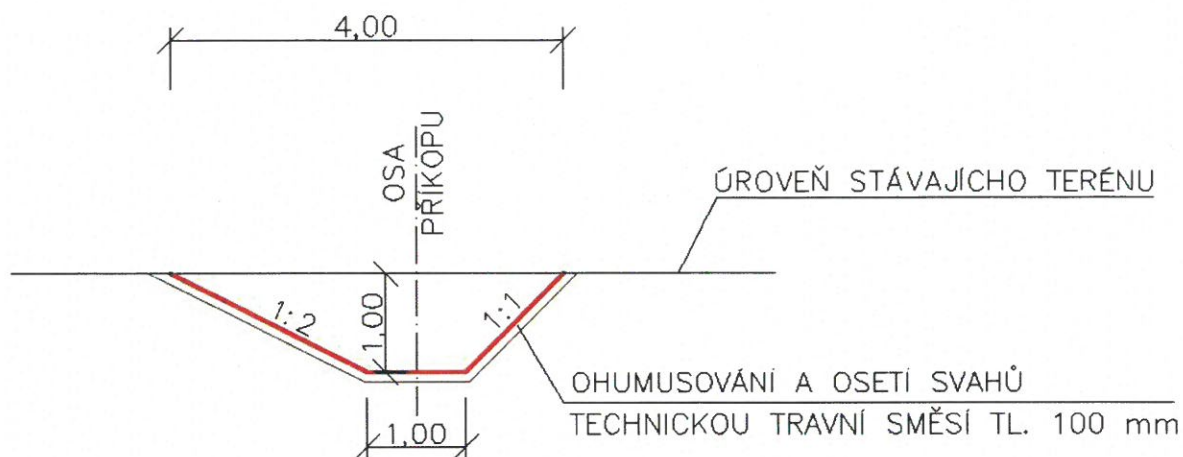 4,00
OSA
PŘÍKOPU
ÚROVEŇ STÁVAJÍCHO TERÉNU
1:2
1,00
1:1
OHUMUSOVÁNÍ A OSETÍ SVAHŮ
TECHNICKOU TRAVNÍ SMĚSÍ TL. 100 mm
1,00